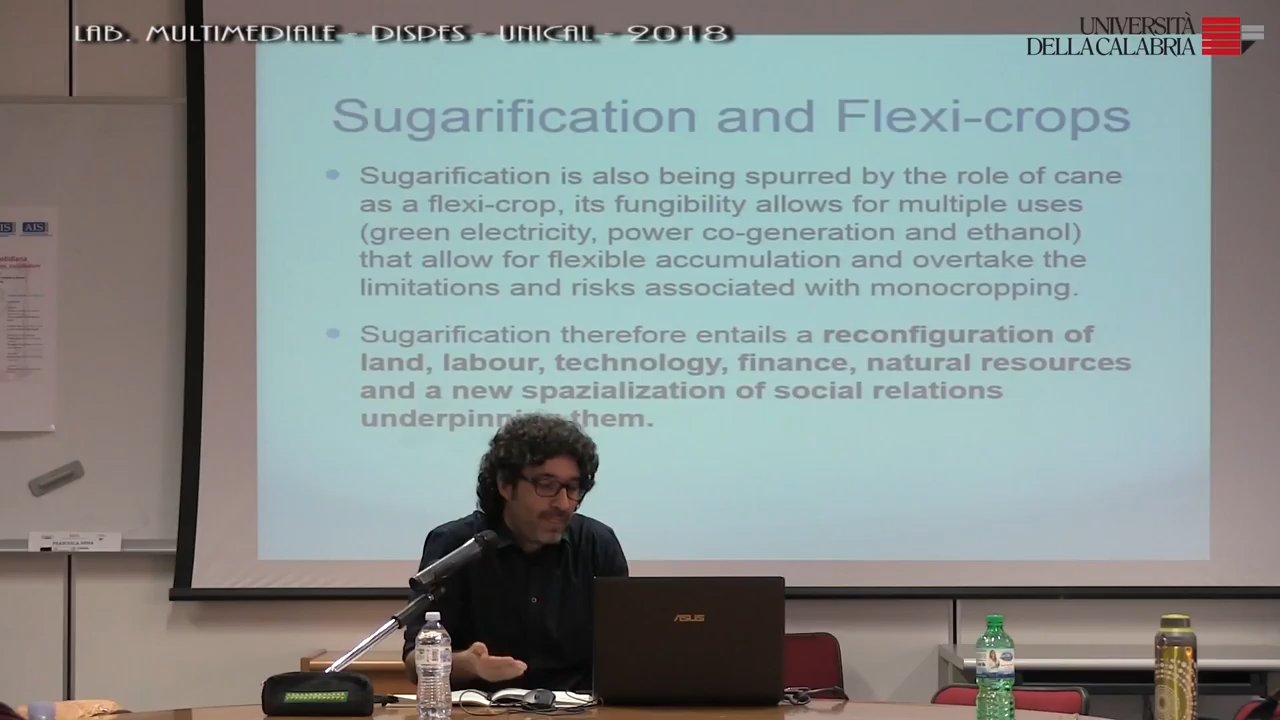 LAB. MULTIMEDIALE - DISPES - UNICAL - 2018
UNIVERSITÀ
DELLA CALABRIA
Sugarification and Flexi-crops
Sugarification is also being spurred by the role of cane
as a flexi-crop, its fungibility allows for multiple uses
(green electricity, power co-generation and ethanol)
that allow for flexible accumulation and overtake the
limitations and risks associated with monocropping.
Sugarification therefore entails a reconfiguration of
land, labour, technology, finance, natural resources
and a new spazialization of social relations
underpinning them.
AIS
ASUS